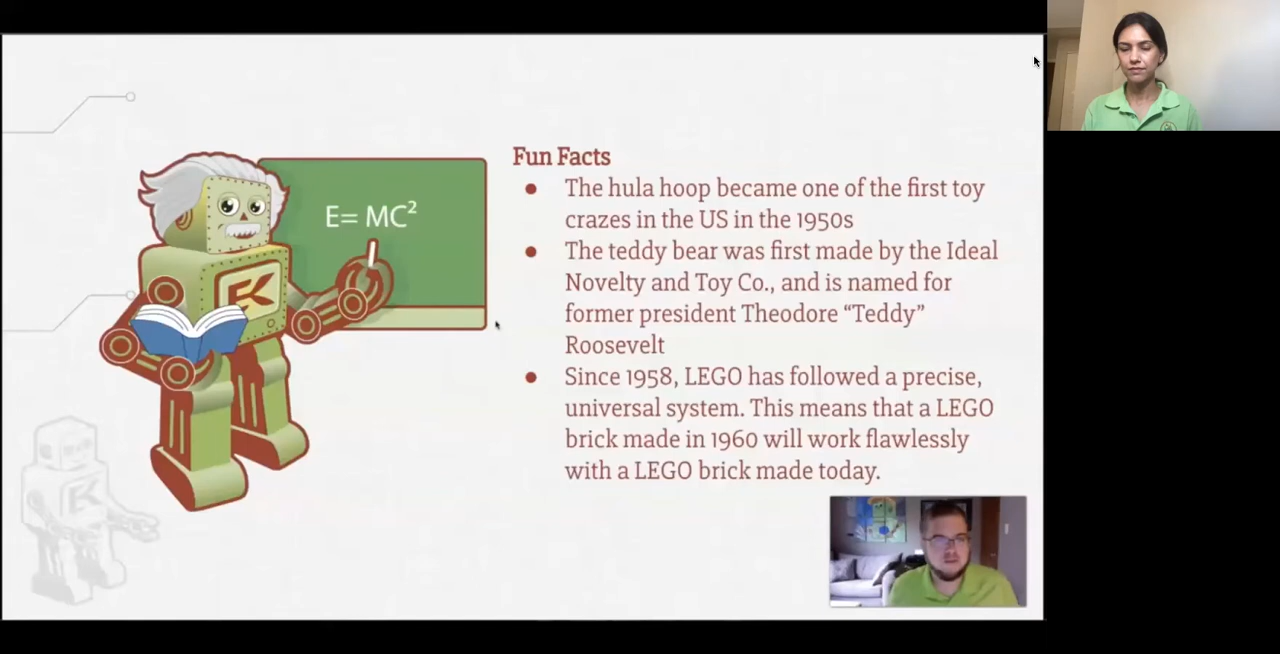 E= MC²
EK
Fun Facts
● The hula hoop became one of the first toy
crazes in the US in the 1950s
● The teddy bear was first made by the Ideal
Novelty and Toy Co., and is named for
former president Theodore “Teddy”
Roosevelt
● Since 1958, LEGO has followed a precise,
universal system. This means that a LEGO
brick made in 1960 will work flawlessly
with a LEGO brick made today.